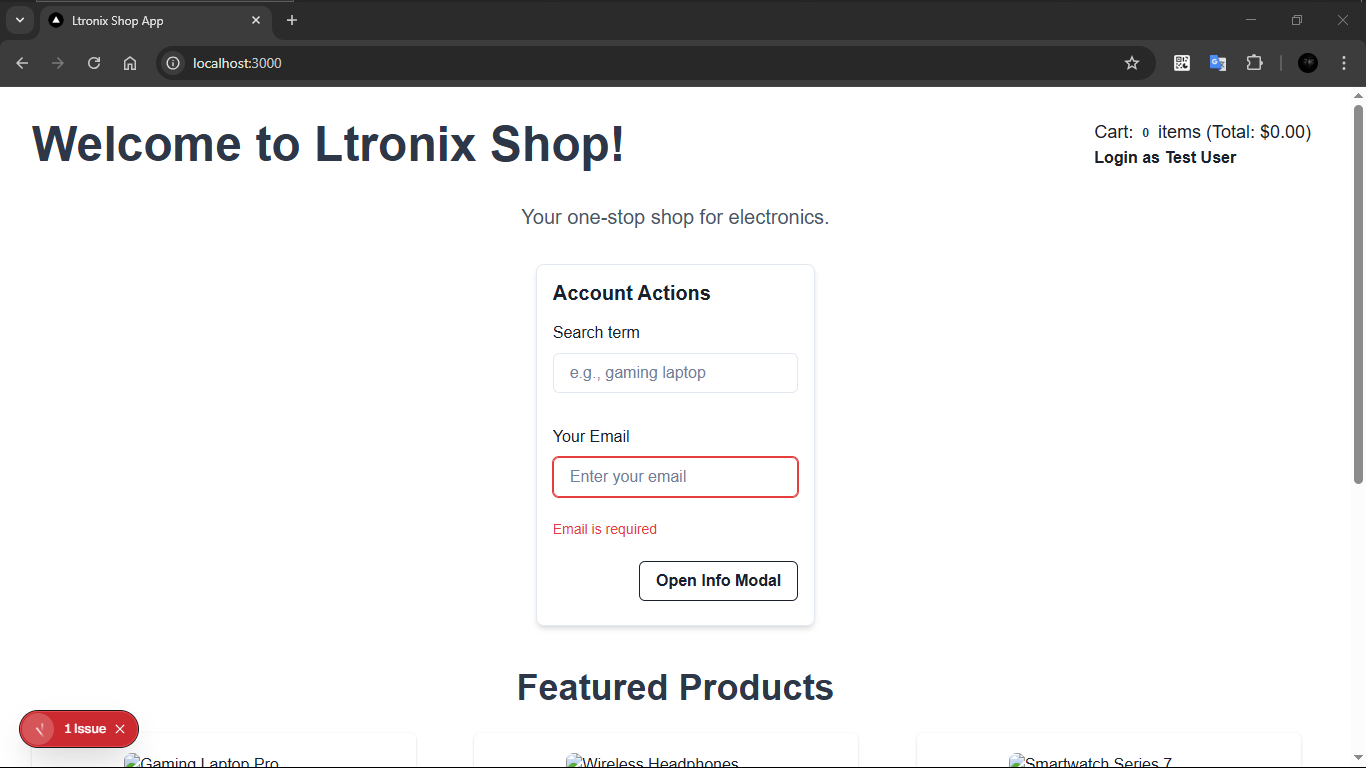 Ltronix Shop App
localhost:3000
Welcome to Ltronix Shop!
Cart: 0 items (Total: $0.00)
Login as Test User
Your one-stop shop for electronics.
Account Actions
Search term
e.g., gaming laptop
Your Email
Enter your email
Email is required
Open Info Modal
Featured Products
1 Issue
Gaming Laptop Pro
Wireless Headphones
Smartwatch Series 7